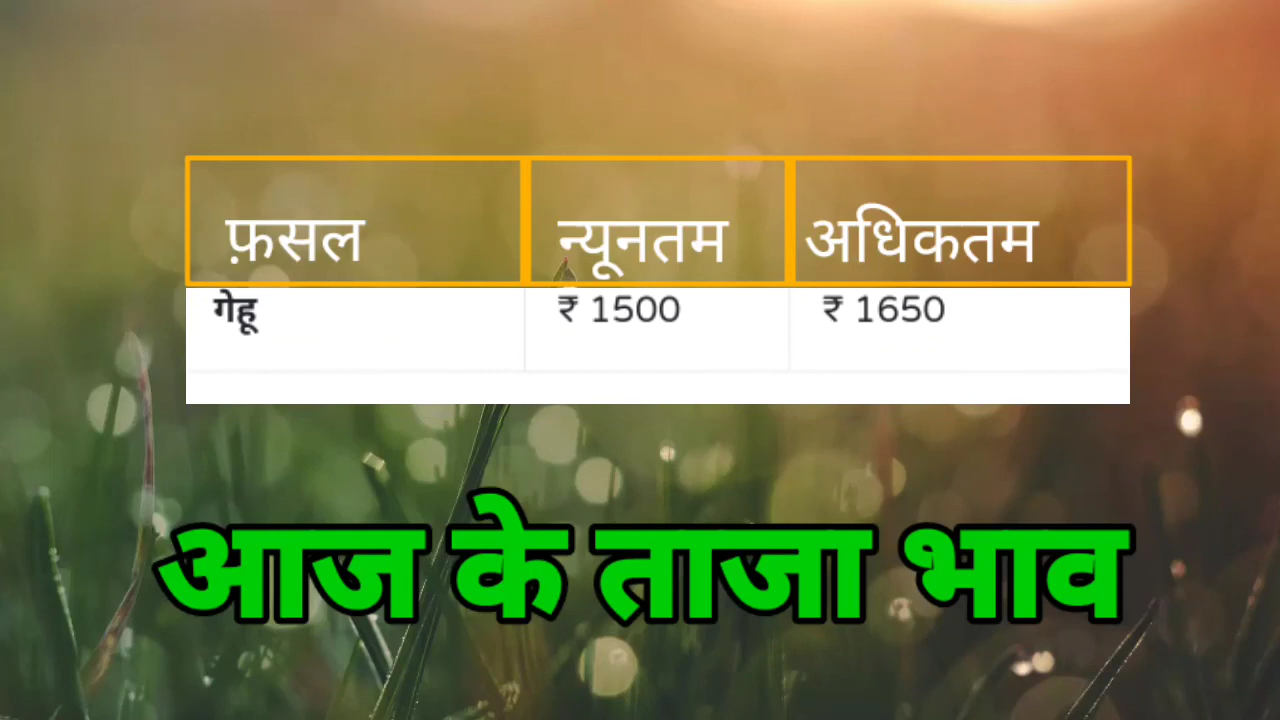 फ़सल न्यूनतम अधिकतम
गेहू ₹ 1500 ₹ 1650
आज के ताजा भाव